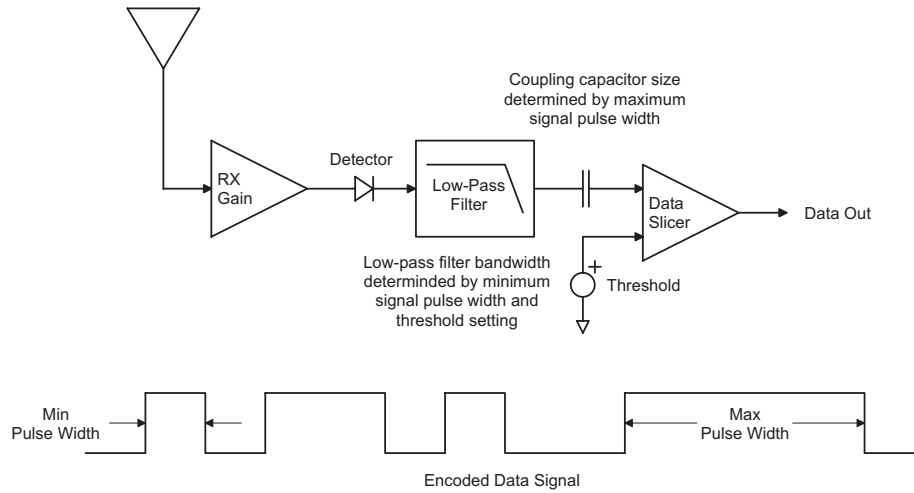 Coupling capacitor size
determined by maximum
signal pulse width
Detector
RX
Gain
Low-Pass
Filter
Data
Slicer
Data Out
Low-pass filter bandwidth
determinded by minimum
signal pulse width and
threshold setting
+
Threshold
Min
Pulse Width
Max
Pulse Width
Encoded Data Signal